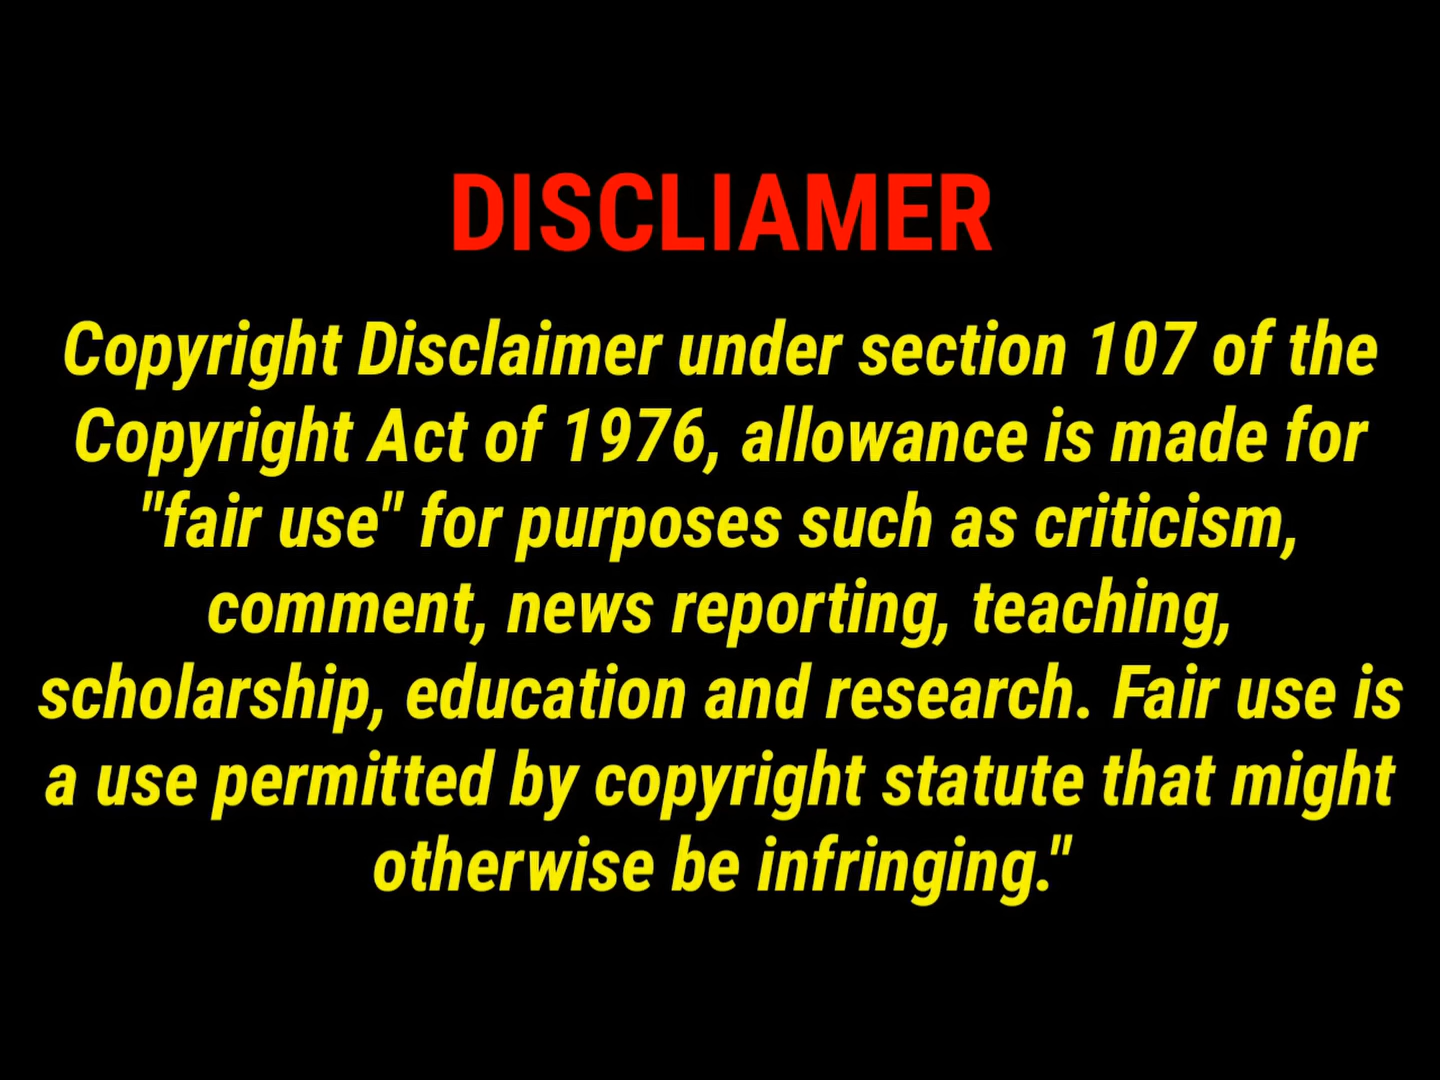 DISCLIAMER
Copyright Disclaimer under section 107 of the
Copyright Act of 1976, allowance is made for
"fair use" for purposes such as criticism,
comment, news reporting, teaching,
scholarship, education and research. Fair use is
a use permitted by copyright statute that might
otherwise be infringing."